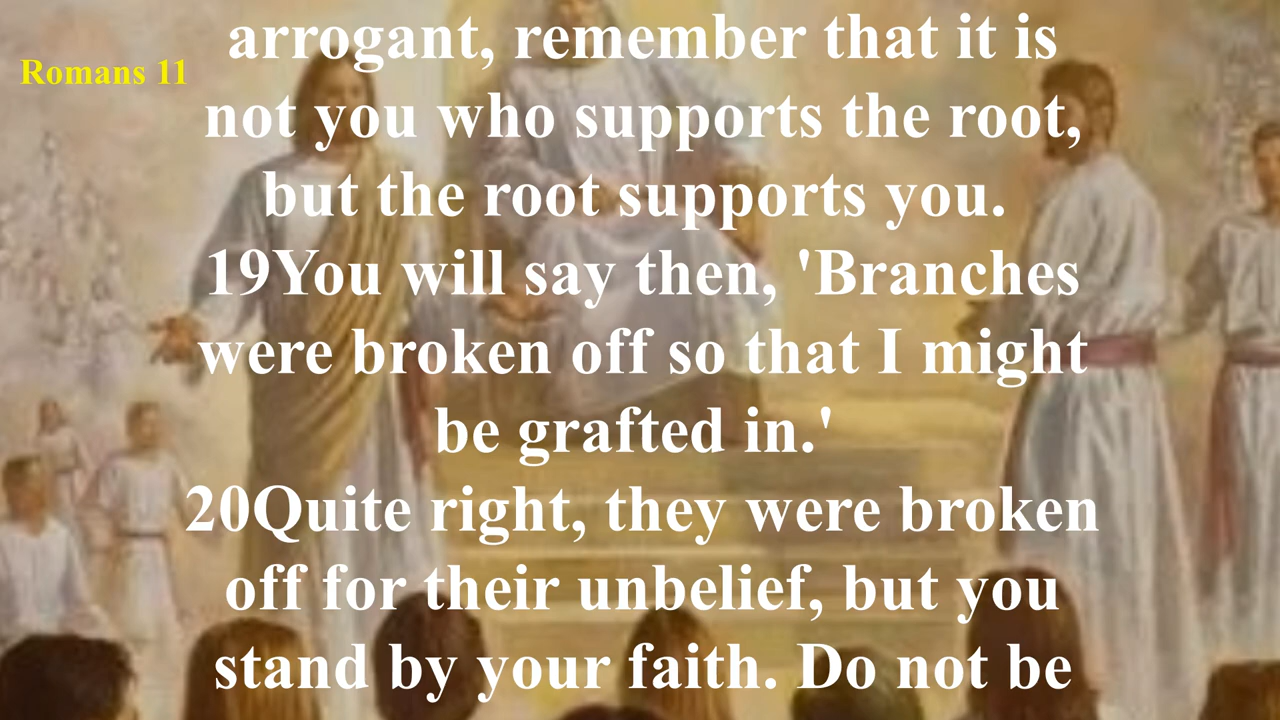 Romans 11
arrogant, remember that it is
not you who supports the root,
but the root supports you.
19You will say then, 'Branches
were broken off so that I might
be grafted in.'
20Quite right, they were broken
off for their unbelief, but you
stand by your faith. Do not be